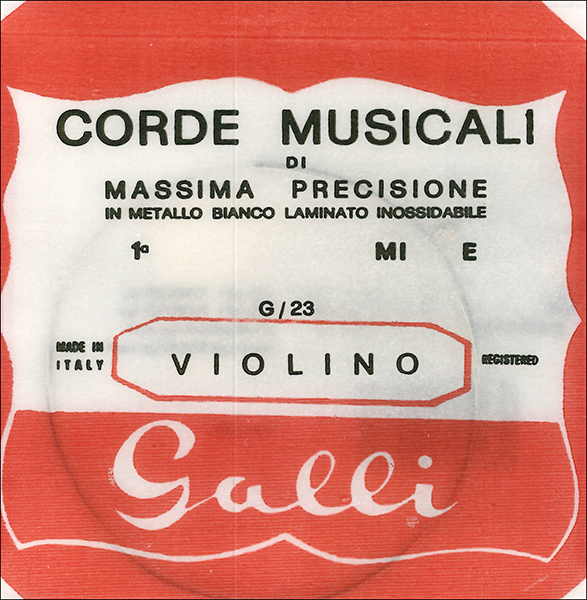 CORDE MUSICALI
DI
MASSIMA PRECISIONE
IN METALLO BIANCO LAMINATO INOSSIDABILE
1a MI E
G/23
MADE IN
ITALY
VIOLINO
REGISTERED
Galli